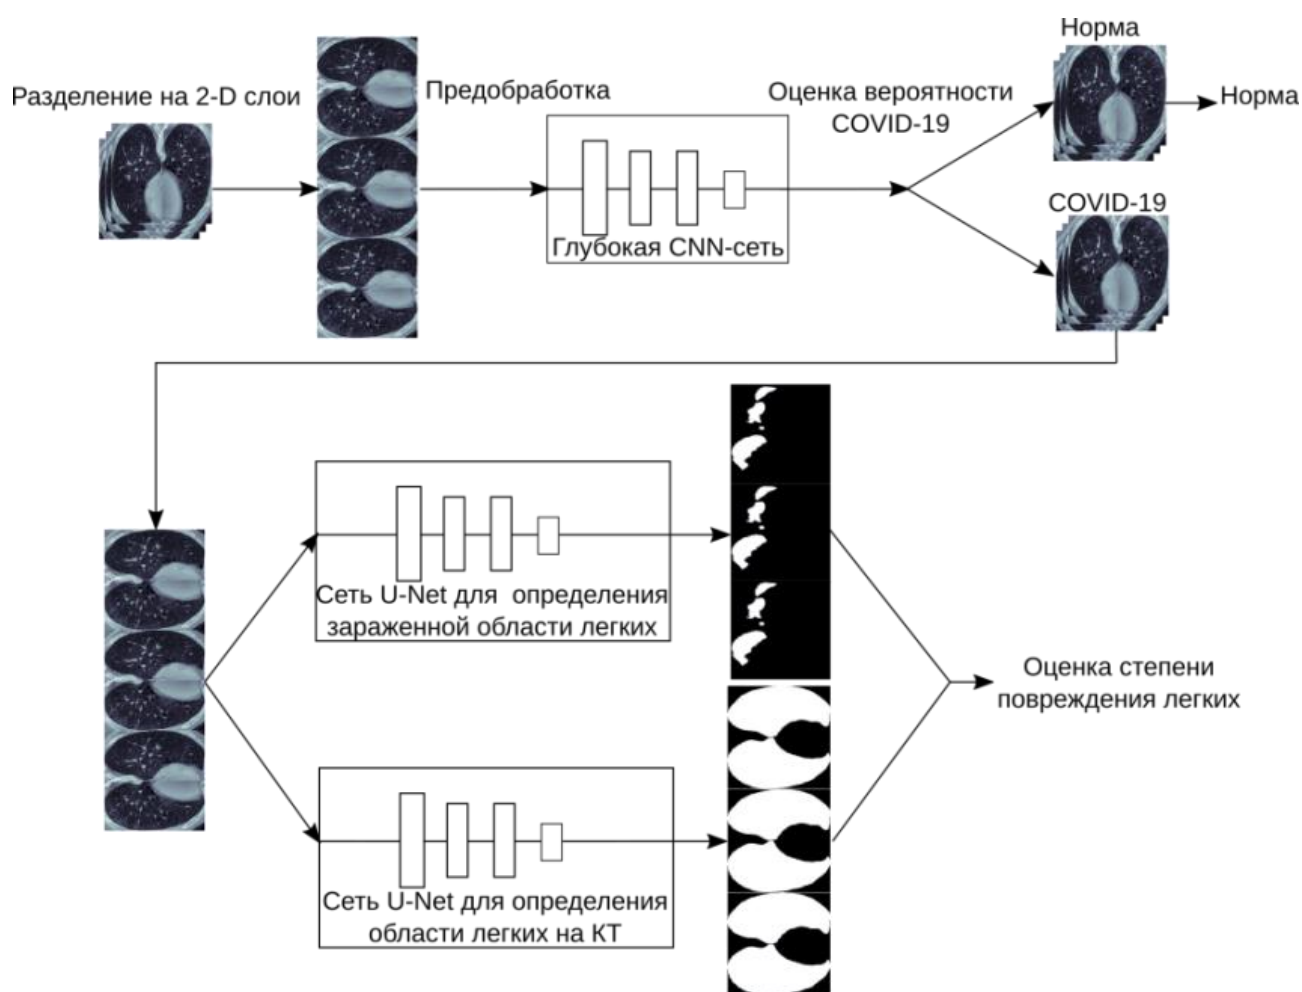 Разделение на 2-D слои
Предобработка
Глубокая CNN-сеть
Оценка вероятности
COVID-19
Норма
Норма
COVID-19
Сеть U-Net для определения
зараженной области легких
Сеть U-Net для определения
области легких на КТ
Оценка степени
повреждения легких